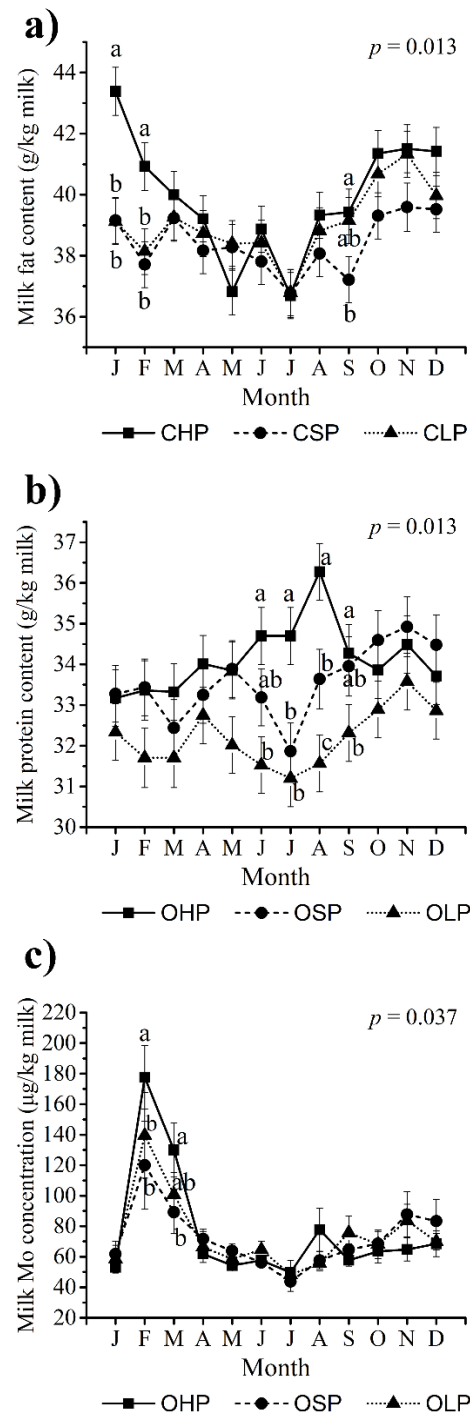 a)
p = 0.013
Milk fat content (g/kg milk)
44
42
40
38
36
a
a
b
b
b
b
a
ab
b
J F M A M J J A S O N D
Month
CHP CSP CLP
b)
p = 0.013
Milk protein content (g/kg milk)
37
36
35
34
33
32
31
30
a
a
a
a
ab
b
b
ab
b
b
c
b
J F M A M J J A S O N D
Month
OHP OSP OLP
c)
p = 0.037
Milk Mo concentration (µg/kg milk)
220
200
180
160
140
120
100
80
60
40
20
a
b
a
ab
b
b
J F M A M J J A S O N D
Month
OHP OSP OLP